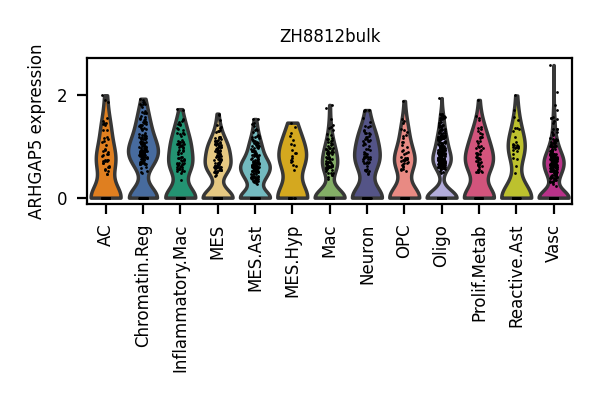 ZH8812bulk
ARHGAP5 expression
2
0
AC
Chromatin.Reg
Inflammatory.Mac
MES
MES.Ast
MES.Hyp
Mac
Neuron
OPC
Oligo
Prolif.Metab
Reactive.Ast
Vasc